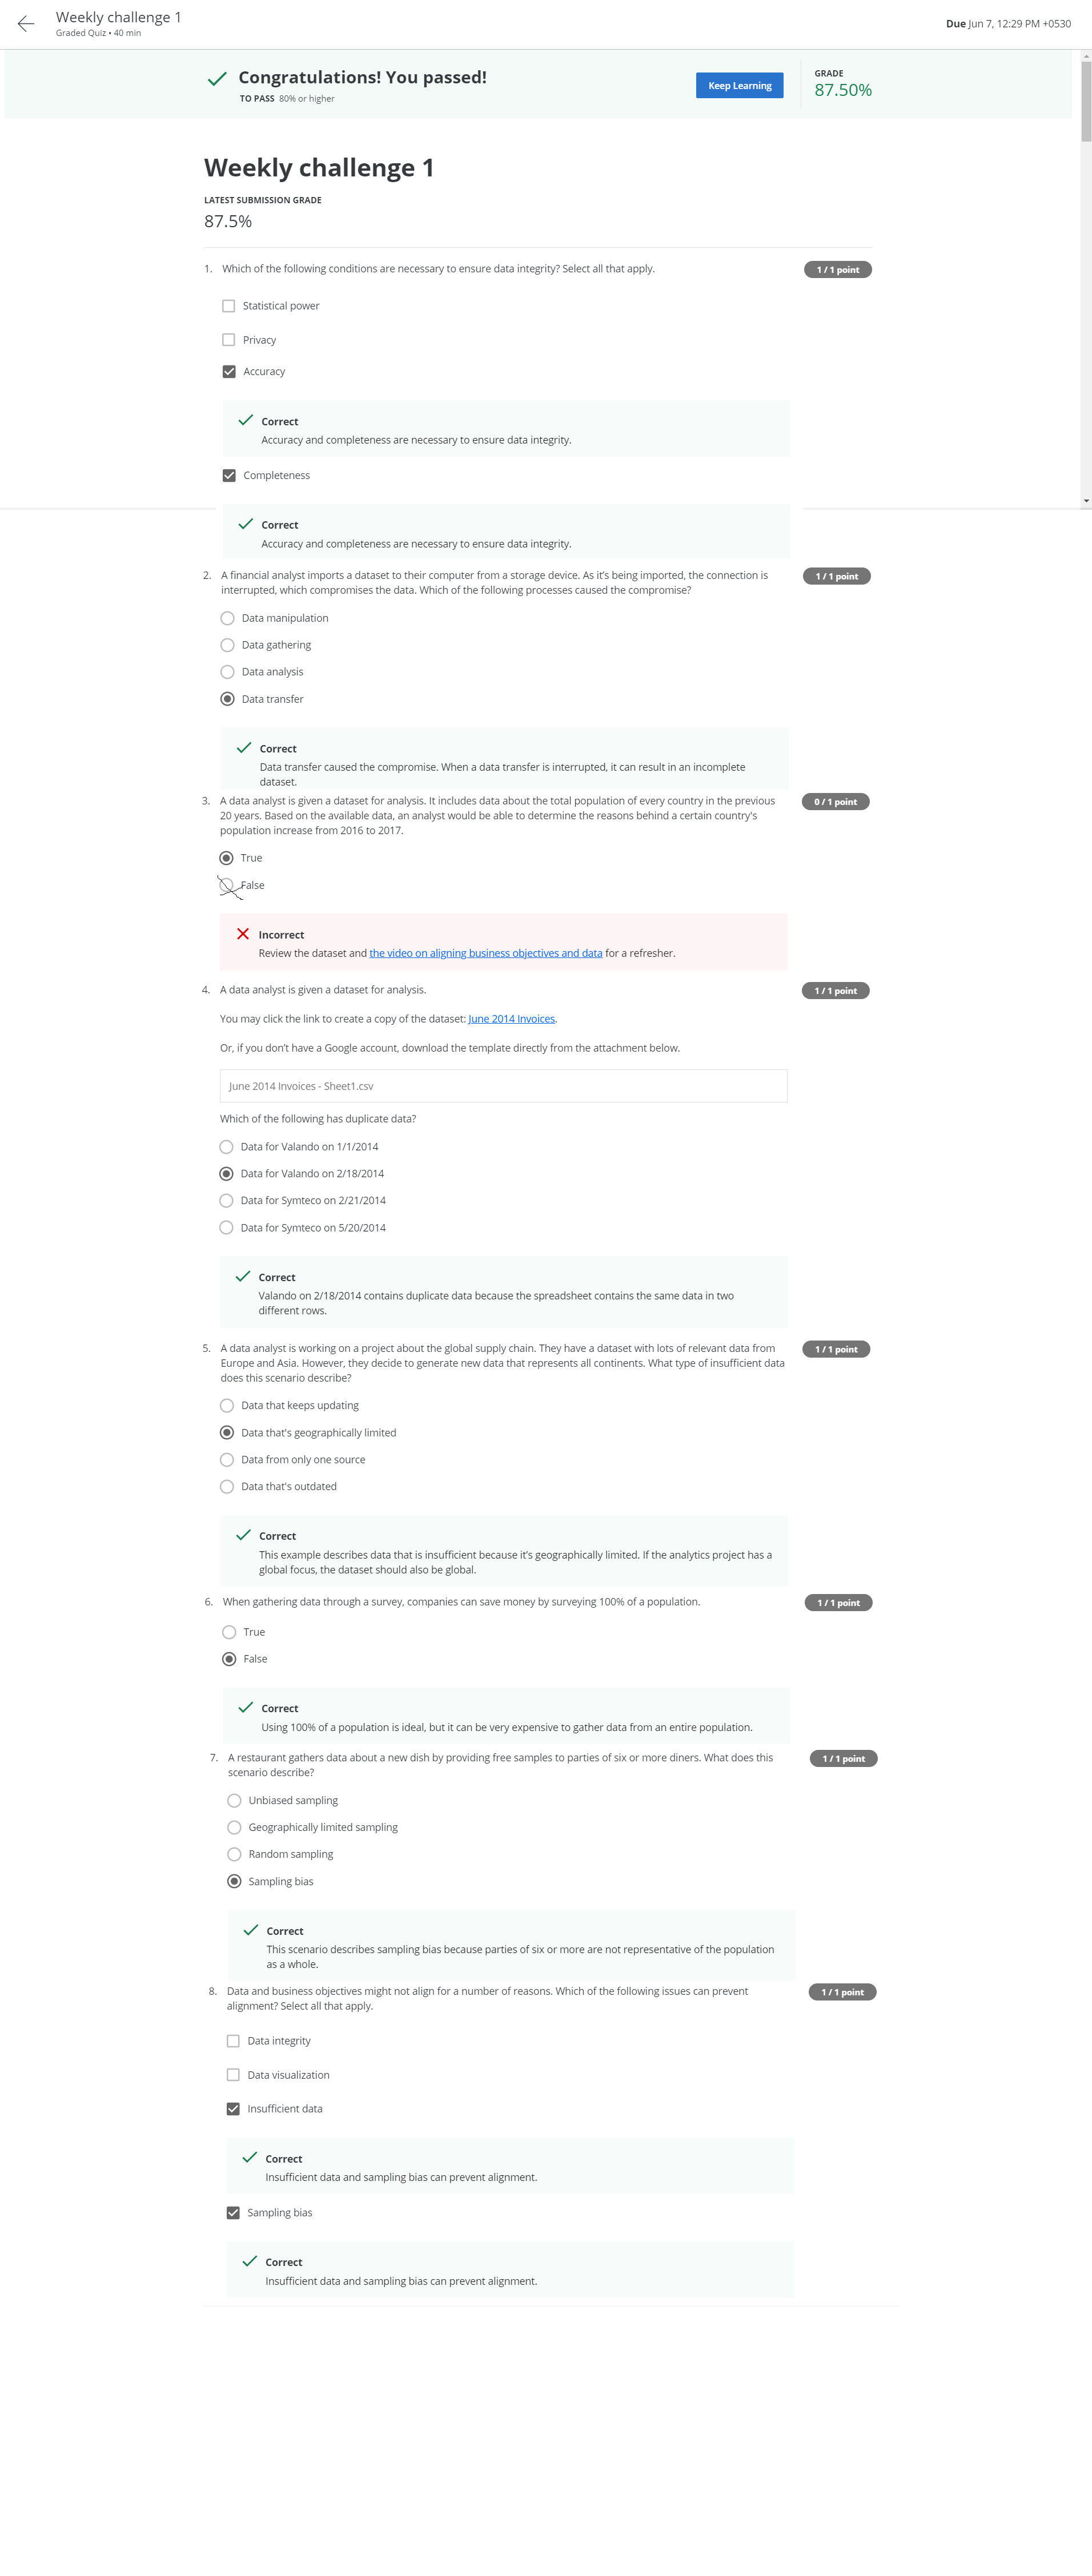 Weekly challenge 1
Graded Quiz • 40 min
Due Jun 7, 12:29 PM +0530
Congratulations! You passed!
TO PASS 80% or higher
Keep Learning
GRADE
87.50%
Weekly challenge 1
LATEST SUBMISSION GRADE
87.5%
1. Which of the following conditions are necessary to ensure data integrity? Select all that apply.
1 / 1 point
Statistical power
Privacy
Accuracy
Correct
Accuracy and completeness are necessary to ensure data integrity.
Completeness
Correct
Accuracy and completeness are necessary to ensure data integrity.
2. A financial analyst imports a dataset to their computer from a storage device. As it’s being imported, the connection is
interrupted, which compromises the data. Which of the following processes caused the compromise?
1 / 1 point
Data manipulation
Data gathering
Data analysis
Data transfer
Correct
Data transfer caused the compromise. When a data transfer is interrupted, it can result in an incomplete
dataset.
3. A data analyst is given a dataset for analysis. It includes data about the total population of every country in the previous
20 years. Based on the available data, an analyst would be able to determine the reasons behind a certain country's
population increase from 2016 to 2017.
0 / 1 point
True
False
Incorrect
Review the dataset and the video on aligning business objectives and data for a refresher.
4. A data analyst is given a dataset for analysis.
1 / 1 point
You may click the link to create a copy of the dataset: June 2014 Invoices.
Or, if you don’t have a Google account, download the template directly from the attachment below.
June 2014 Invoices - Sheet1.csv
Which of the following has duplicate data?
Data for Valando on 1/1/2014
Data for Valando on 2/18/2014
Data for Symteco on 2/21/2014
Data for Symteco on 5/20/2014
Correct
Valando on 2/18/2014 contains duplicate data because the spreadsheet contains the same data in two
different rows.
5. A data analyst is working on a project about the global supply chain. They have a dataset with lots of relevant data from
Europe and Asia. However, they decide to generate new data that represents all continents. What type of insufficient data
does this scenario describe?
1 / 1 point
Data that keeps updating
Data that's geographically limited
Data from only one source
Data that's outdated
Correct
This example describes data that is insufficient because it’s geographically limited. If the analytics project has a
global focus, the dataset should also be global.
6. When gathering data through a survey, companies can save money by surveying 100% of a population.
1 / 1 point
True
False
Correct
Using 100% of a population is ideal, but it can be very expensive to gather data from an entire population.
7. A restaurant gathers data about a new dish by providing free samples to parties of six or more diners. What does this
scenario describe?
1 / 1 point
Unbiased sampling
Geographically limited sampling
Random sampling
Sampling bias
Correct
This scenario describes sampling bias because parties of six or more are not representative of the population
as a whole.
8. Data and business objectives might not align for a number of reasons. Which of the following issues can prevent
alignment? Select all that apply.
1 / 1 point
Data integrity
Data visualization
Insufficient data
Correct
Insufficient data and sampling bias can prevent alignment.
Sampling bias
Correct
Insufficient data and sampling bias can prevent alignment.